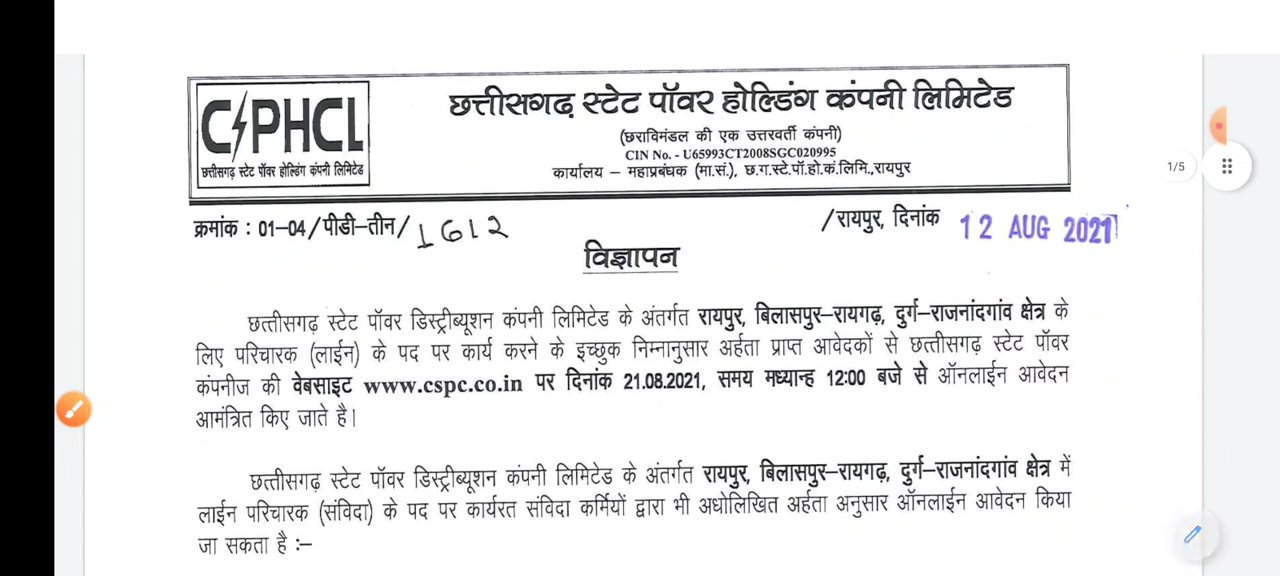 CSPHCL
छत्तीसगढ़ स्टेट पॉवर होल्डिंग कंपनी लिमिटेड
छत्तीसगढ़ स्टेट पॉवर होल्डिंग कंपनी लिमिटेड
(छराविमंडल की एक उत्तरवर्ती कंपनी)
CIN No. - U65993CT2008SGC020995
कार्यालय – महाप्रबंधक (मा.सं.), छ.ग.स्टे.पॉ.हो.कं.लिमि.,रायपुर
1/5
क्रमांक : 01–04/पीडी–तीन/1612 /रायपुर, दिनांक 12 AUG 2021
विज्ञापन
छत्तीसगढ़ स्टेट पॉवर डिस्ट्रीब्यूशन कंपनी लिमिटेड के अंतर्गत रायपुर, बिलासपुर–रायगढ़, दुर्ग–राजनांदगांव क्षेत्र के
लिए परिचारक (लाईन) के पद पर कार्य करने के इच्छुक निम्नानुसार अर्हता प्राप्त आवेदकों से छत्तीसगढ़ स्टेट पॉवर
कंपनीज की वेबसाइट www.cspc.co.in पर दिनांक 21.08.2021, समय मध्यान्ह 12:00 बजे से ऑनलाईन आवेदन
आमंत्रित किए जाते है।
छत्तीसगढ़ स्टेट पॉवर डिस्ट्रीब्यूशन कंपनी लिमिटेड के अंतर्गत रायपुर, बिलासपुर–रायगढ़, दुर्ग–राजनांदगांव क्षेत्र में
लाईन परिचारक (संविदा) के पद पर कार्यरत संविदा कर्मियों द्वारा भी अधोलिखित अर्हता अनुसार ऑनलाईन आवेदन किया
जा सकता है :–